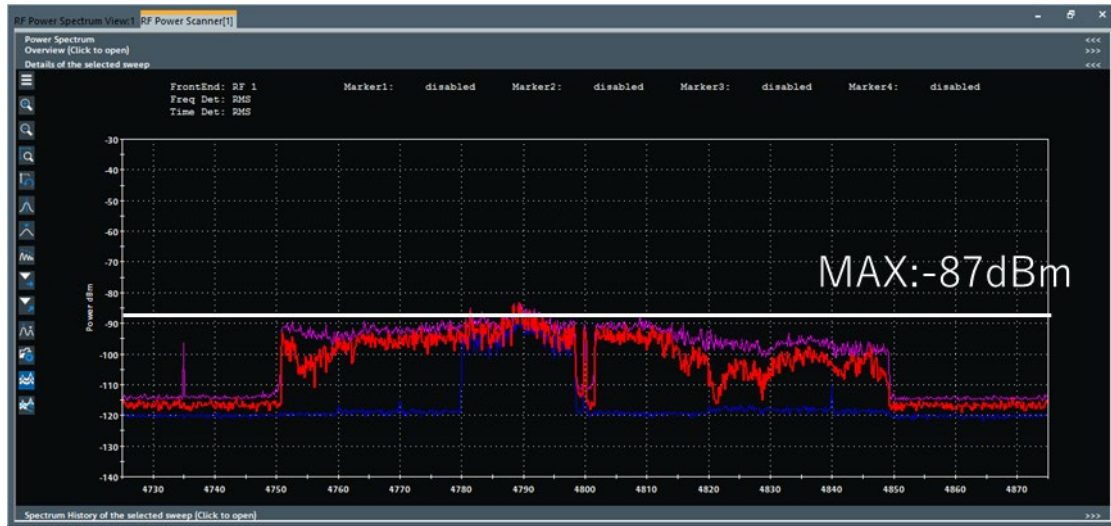 RF Power Spectrum View:1 RF Power Scanner[1]
Power Spectrum <<<
Overview (Click to open) >>>
Details of the selected sweep <<<
FrontEnd: RF 1 Marker1: disabled Marker2: disabled Marker3: disabled Marker4: disabled
Freq Det: RMS
Time Det: RMS
-30
-40
-50
-60
-70
MAX:-87dBm
-80
Power dBm
-90
-100
-110
-120
-130
-140
4730 4740 4750 4760 4770 4780 4790 4800 4810 4820 4830 4840 4850 4860 4870
Spectrum History of the selected sweep (Click to open) >>>